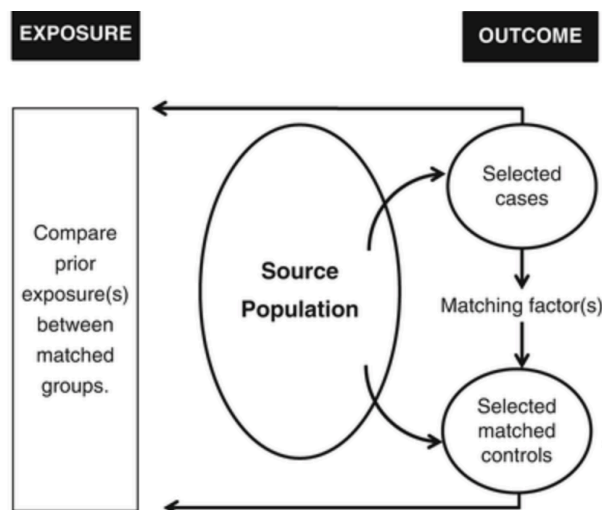 EXPOSURE
OUTCOME
Compare
prior
exposure(s)
between
matched
groups.
Source
Population
Selected
cases
Matching factor(s)
Selected
matched
controls